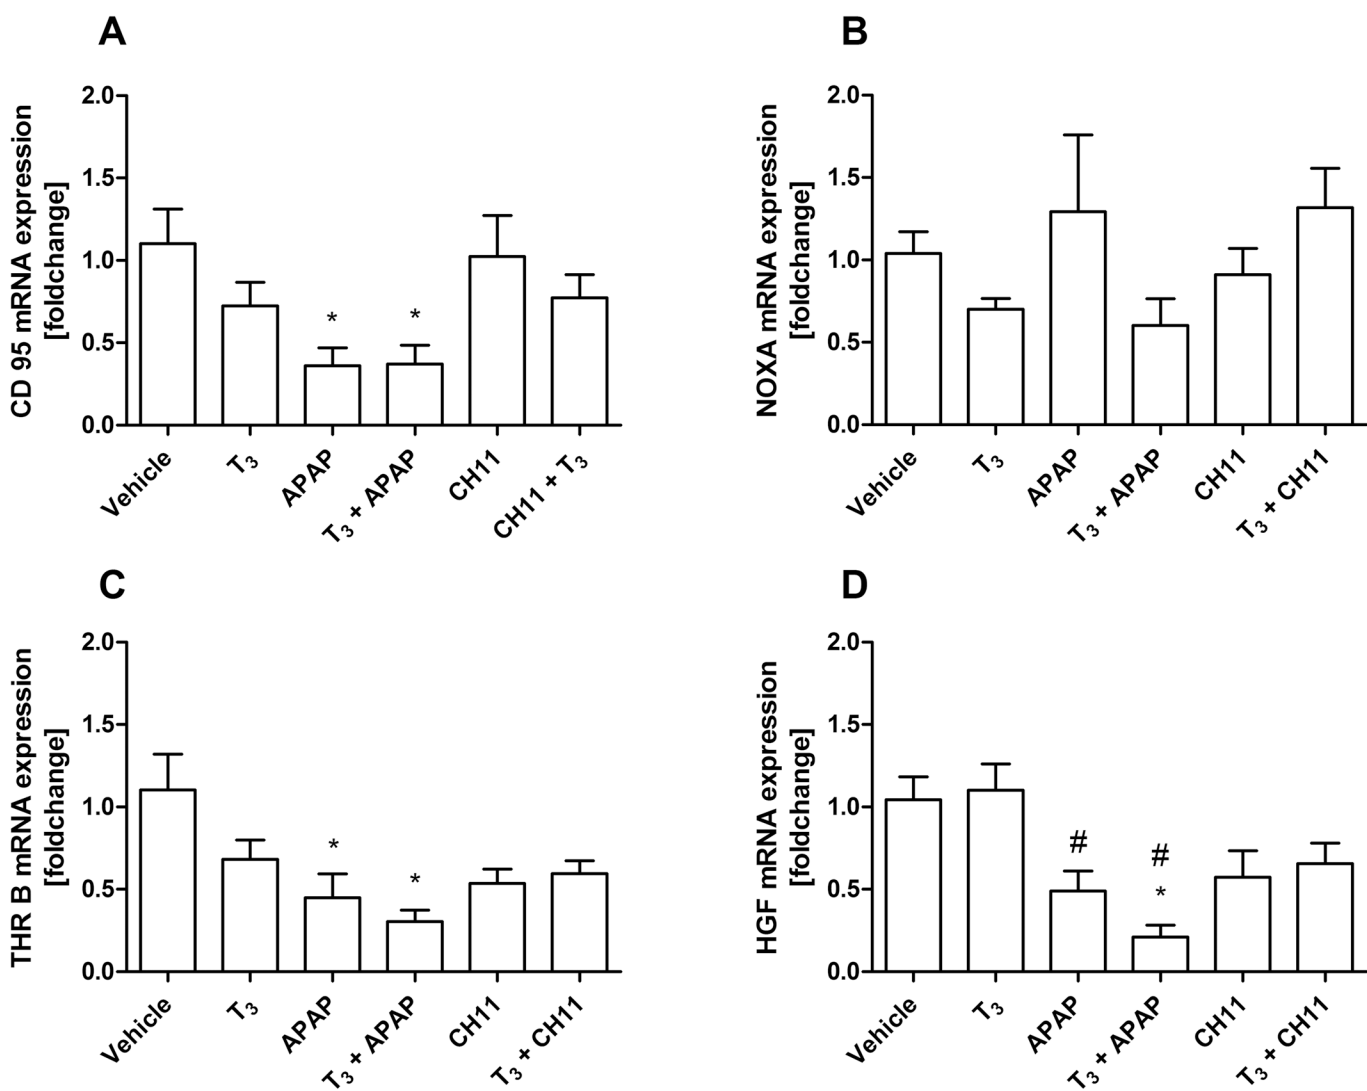 A
CD 95 mRNA expression
[foldchange]
2.0
1.5
1.0
0.5
0.0
* *
Vehicle
T3
APAP
T3 + APAP
CH11
CH11 + T3
B
NOXA mRNA expression
[foldchange]
2.0
1.5
1.0
0.5
0.0
Vehicle
T3
APAP
T3 + APAP
CH11
T3 + CH11
C
THR B mRNA expression
[foldchange]
2.0
1.5
1.0
0.5
0.0
*
*
Vehicle
T3
APAP
T3 + APAP
CH11
T3 + CH11
D
HGF mRNA expression
[foldchange]
2.0
1.5
1.0
0.5
0.0
#
#
*
Vehicle
T3
APAP
T3 + APAP
CH11
T3 + CH11